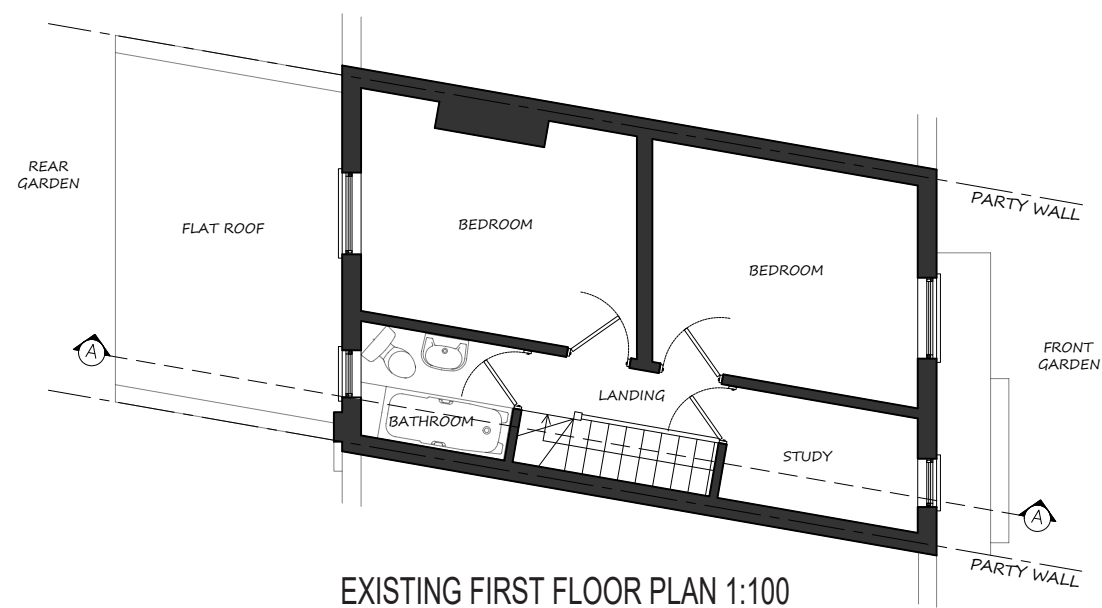 REAR
GARDEN
FLAT ROOF
BEDROOM
PARTY WALL
BEDROOM
A
FRONT
GARDEN
LANDING
BATHROOM
STUDY
A
PARTY WALL
EXISTING FIRST FLOOR PLAN 1:100